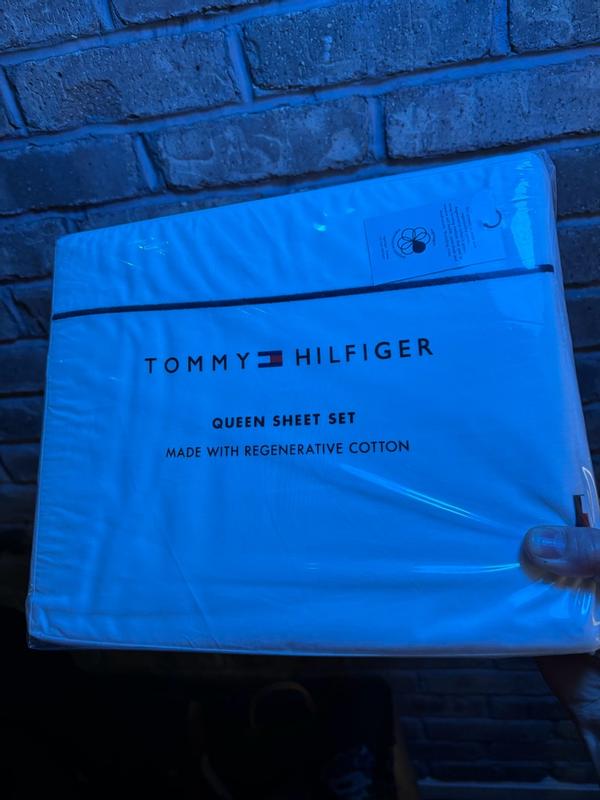 TOMMY HILFIGER
QUEEN SHEET SET
MADE WITH REGENERATIVE COTTON